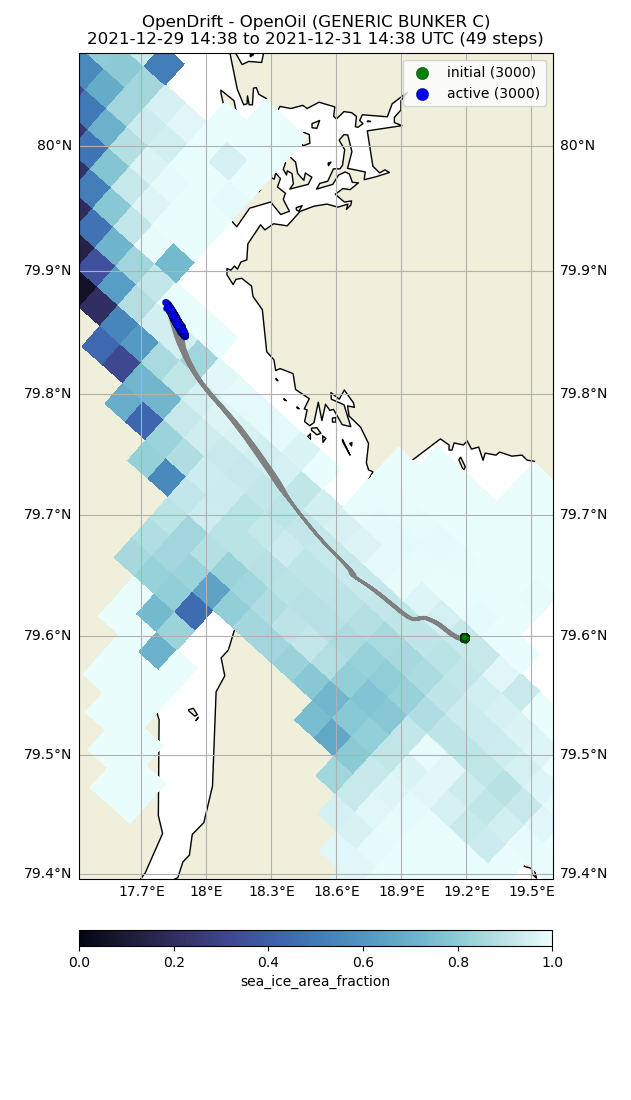 OpenDrift - OpenOil (GENERIC BUNKER C)
2021-12-29 14:38 to 2021-12-31 14:38 UTC (49 steps)
initial (3000)
active (3000)
80°N 80°N
79.9°N 79.9°N
79.8°N 79.8°N
79.7°N 79.7°N
79.6°N 79.6°N
79.5°N 79.5°N
79.4°N 79.4°N
17.7°E 18°E 18.3°E 18.6°E 18.9°E 19.2°E 19.5°E
0.0 0.2 0.4 0.6 0.8 1.0
sea_ice_area_fraction